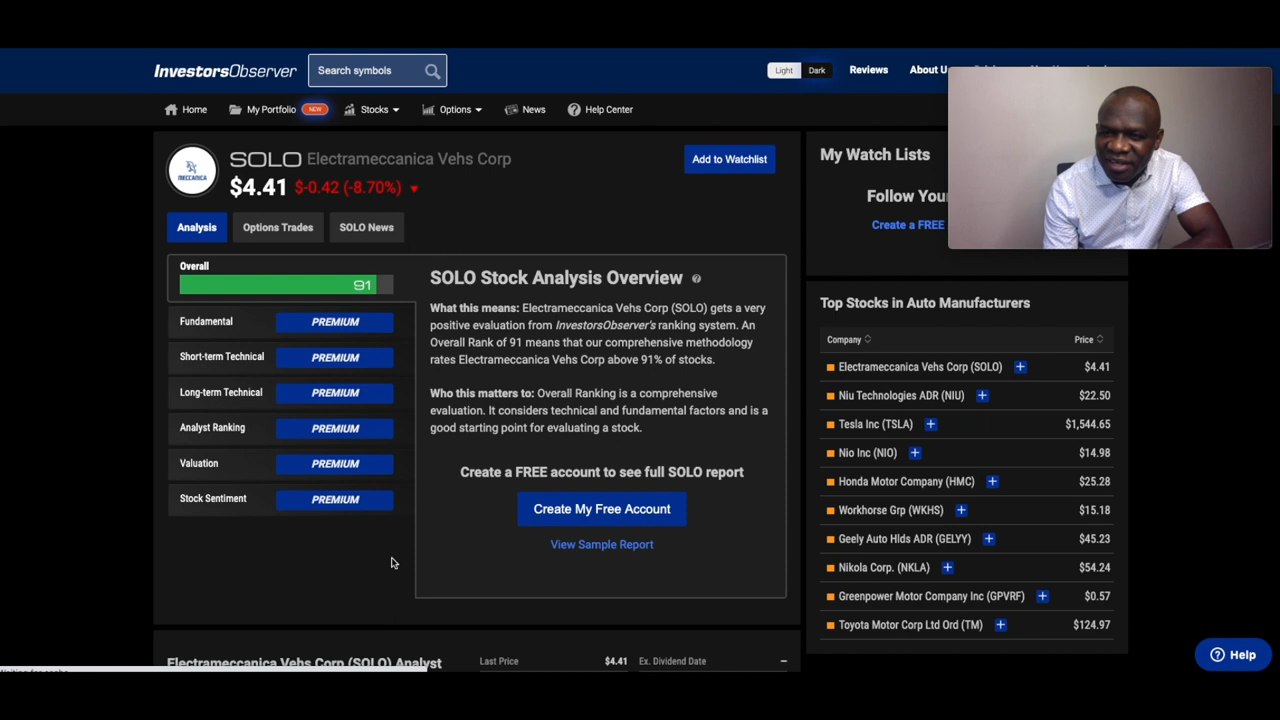 InvestorsObserver
Search symbols
Light Dark
Reviews
About U
Home
My Portfolio NEW
Stocks
Options
News
Help Center
MECCANICA
SOLO Electrameccanica Vehs Corp
$4.41 $-0.42 (-8.70%)
Add to Watchlist
Analysis
Options Trades
SOLO News
Overall
91
Fundamental PREMIUM
Short-term Technical PREMIUM
Long-term Technical PREMIUM
Analyst Ranking PREMIUM
Valuation PREMIUM
Stock Sentiment PREMIUM
SOLO Stock Analysis Overview
What this means: Electrameccanica Vehs Corp (SOLO) gets a very
positive evaluation from InvestorsObserver's ranking system. An
Overall Rank of 91 means that our comprehensive methodology
rates Electrameccanica Vehs Corp above 91% of stocks.
Who this matters to: Overall Ranking is a comprehensive
evaluation. It considers technical and fundamental factors and is a
good starting point for evaluating a stock.
Create a FREE account to see full SOLO report
Create My Free Account
View Sample Report
Electrameccanica Vehs Corp (SOLO) Analyst
Last Price $4.41
Ex. Dividend Date –
My Watch Lists
Follow You
Create a FREE
Top Stocks in Auto Manufacturers
Company Price
Electrameccanica Vehs Corp (SOLO) + $4.41
Niu Technologies ADR (NIU) + $22.50
Tesla Inc (TSLA) + $1,544.65
Nio Inc (NIO) + $14.98
Honda Motor Company (HMC) + $25.28
Workhorse Grp (WKHS) + $15.18
Geely Auto Hlds ADR (GELYY) + $45.23
Nikola Corp. (NKLA) + $54.24
Greenpower Motor Company Inc (GPVRF) + $0.57
Toyota Motor Corp Ltd Ord (TM) + $124.97
Help